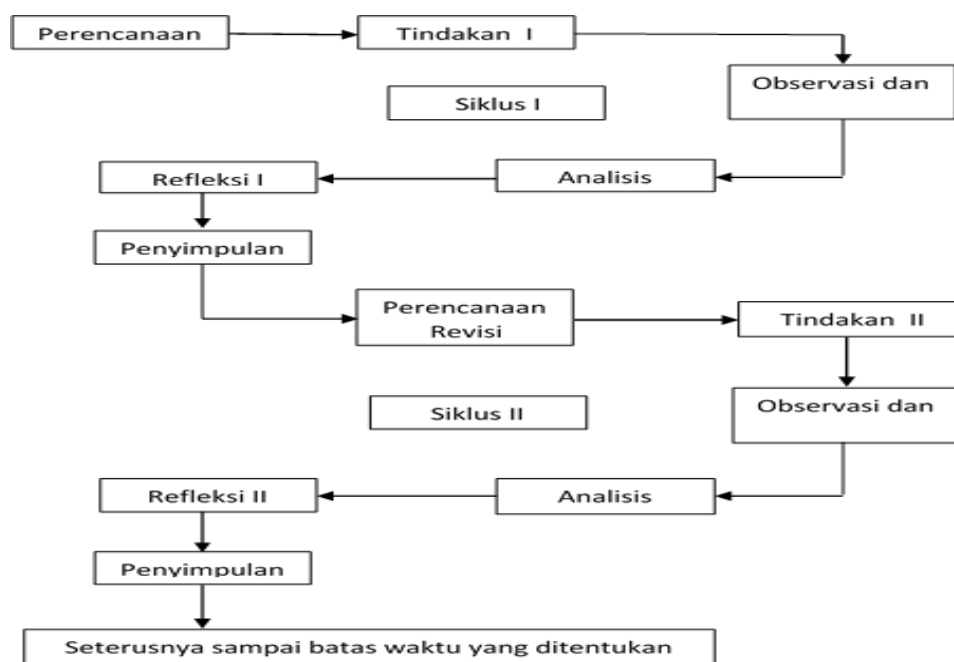 Perencanaan
Tindakan I
Observasi dan
Siklus I
Analisis
Refleksi I
Penyimpulan
Perencanaan
Revisi
Tindakan II
Observasi dan
Siklus II
Analisis
Refleksi II
Penyimpulan
Seterusnya sampai batas waktu yang ditentukan